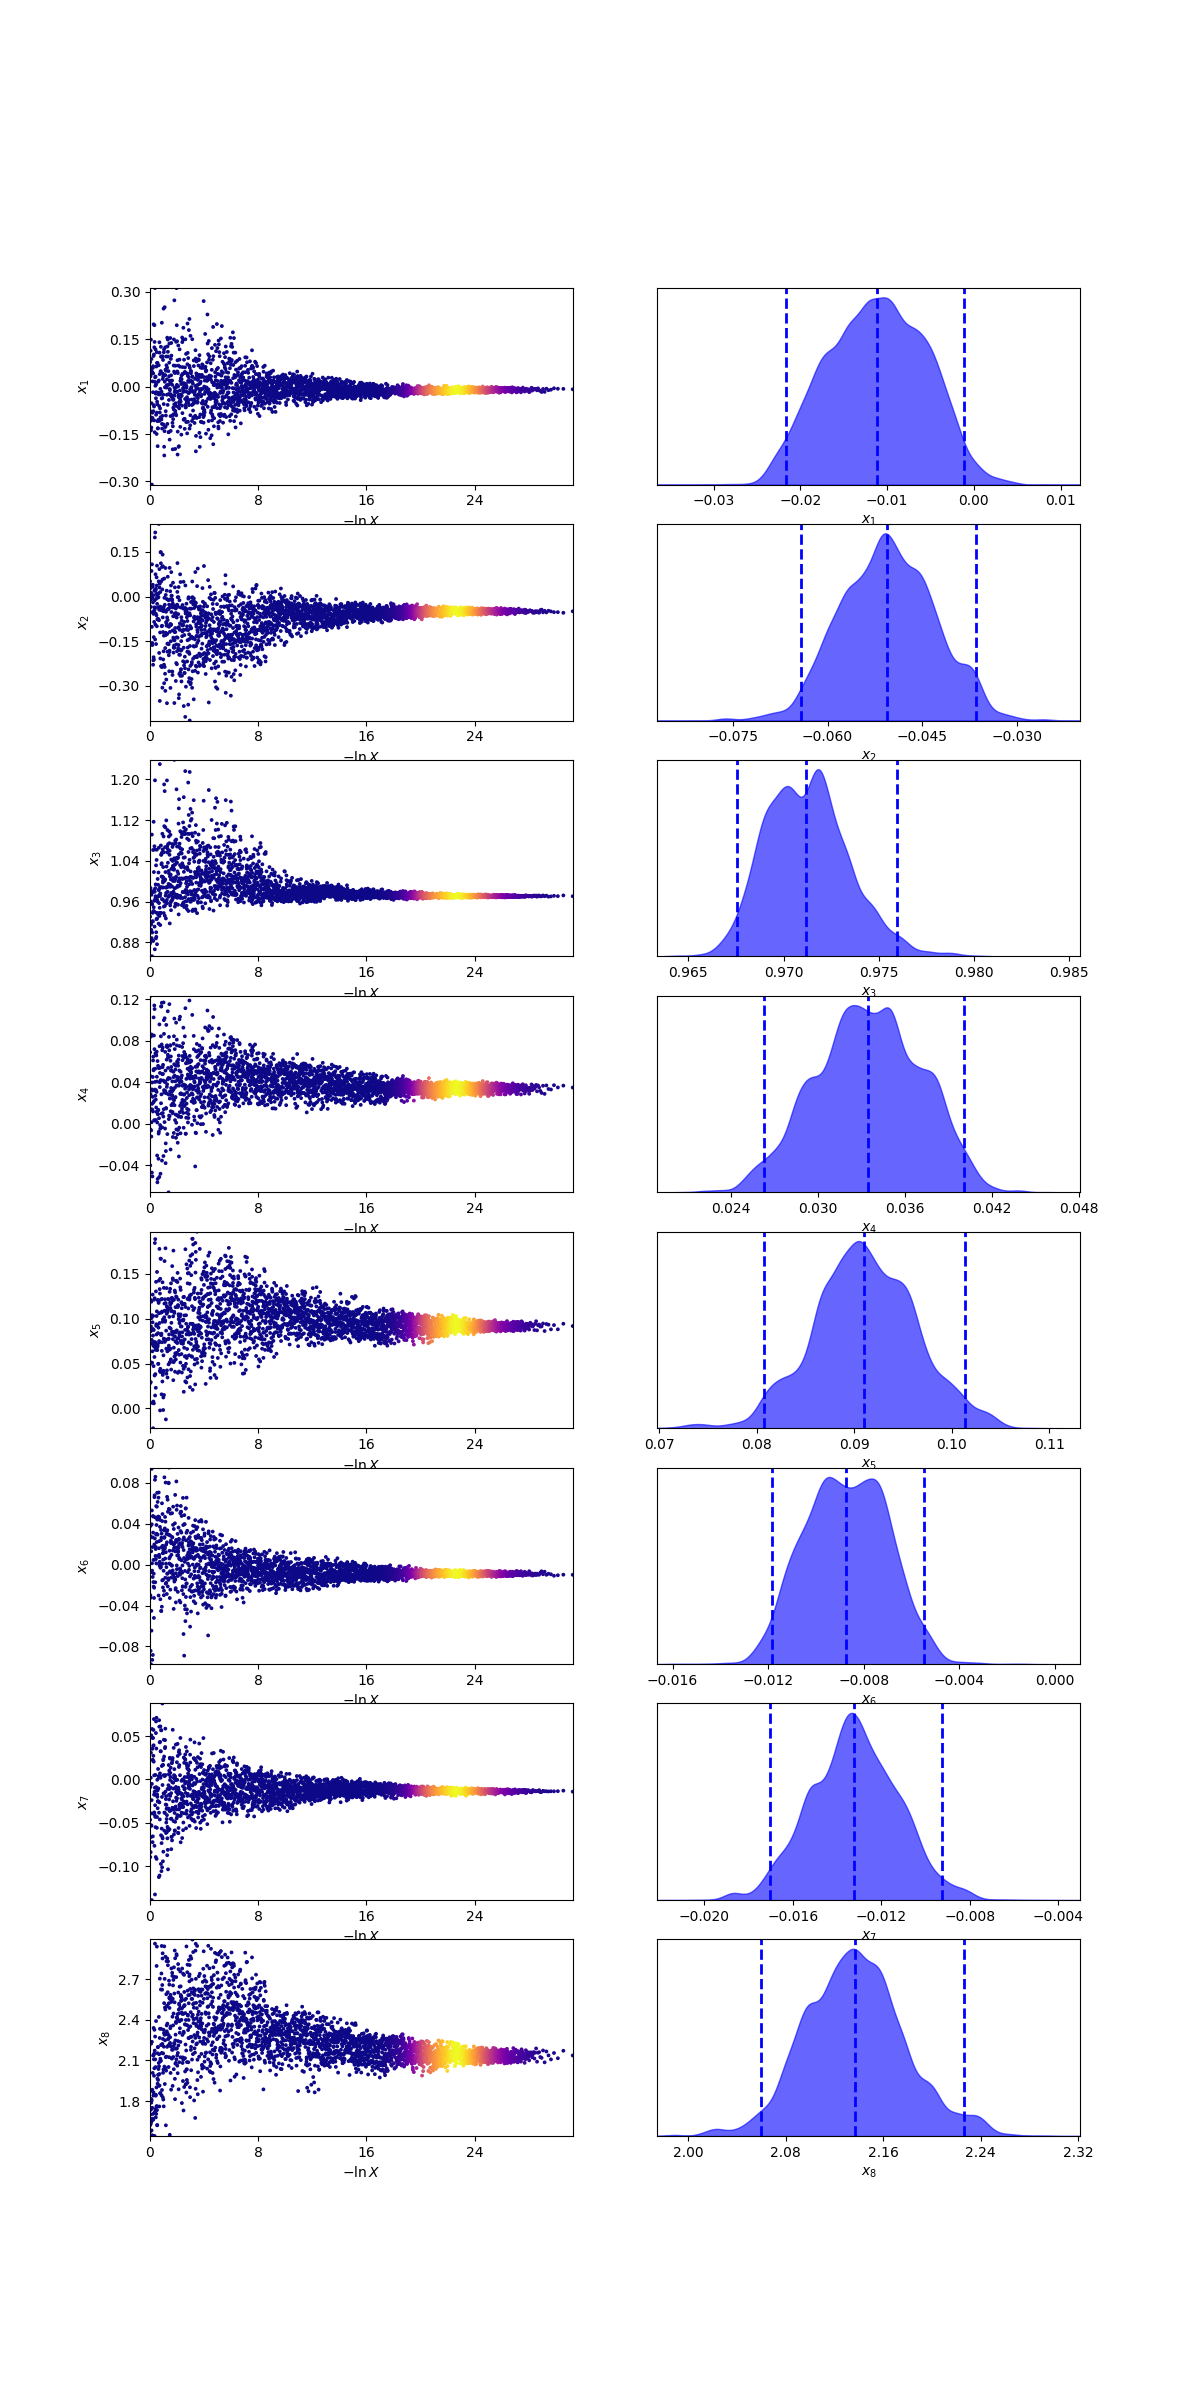 0.30
0.15
0.00
−0.15
−0.30
x₁
0 8 16 24
−ln X
−0.03 −0.02 −0.01 0.00 0.01
x₁
0.15
0.00
−0.15
−0.30
x₂
0 8 16 24
−ln X
−0.075 −0.060 −0.045 −0.030
x₂
1.20
1.12
1.04
0.96
0.88
x₃
0 8 16 24
−ln X
0.965 0.970 0.975 0.980 0.985
x₃
0.12
0.08
0.04
0.00
−0.04
x₄
0 8 16 24
−ln X
0.024 0.030 0.036 0.042 0.048
x₄
0.15
0.10
0.05
0.00
x₅
0 8 16 24
−ln X
0.07 0.08 0.09 0.10 0.11
x₅
0.08
0.04
0.00
−0.04
−0.08
x₆
0 8 16 24
−ln X
−0.016 −0.012 −0.008 −0.004 0.000
x₆
0.05
0.00
−0.05
−0.10
x₇
0 8 16 24
−ln X
−0.020 −0.016 −0.012 −0.008 −0.004
x₇
2.7
2.4
2.1
1.8
x₈
0 8 16 24
−ln X
2.00 2.08 2.16 2.24 2.32
x₈